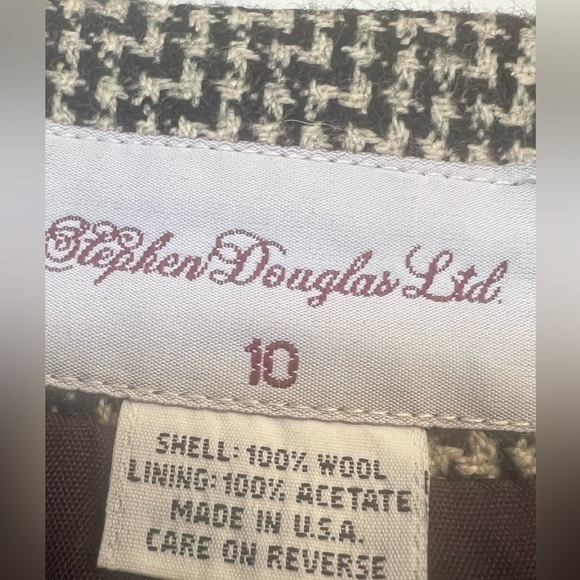 Stephen Douglas Ltd.
10
SHELL: 100% WOOL
LINING: 100% ACETATE
MADE IN U.S.A.
CARE ON REVERSE